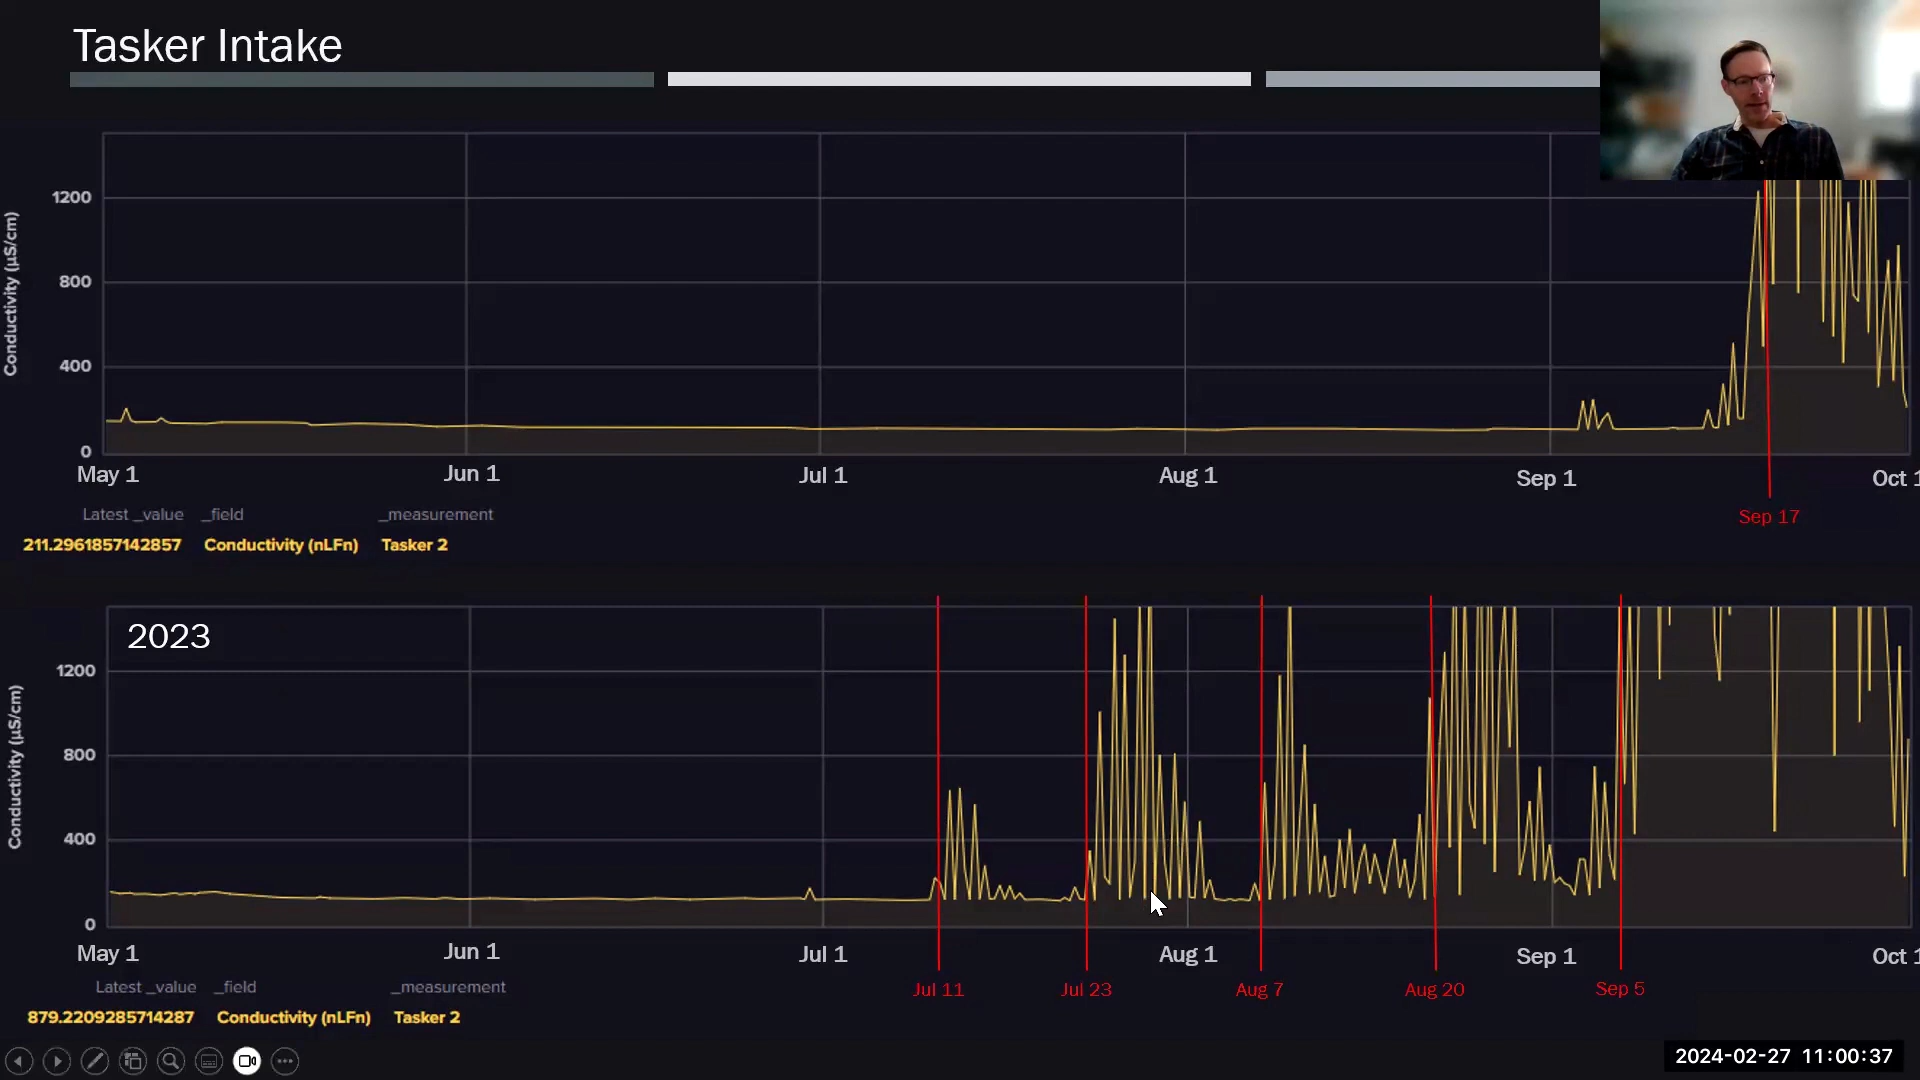 Tasker Intake
1200
800
400
0
Conductivity (µS/cm)
May 1 Jun 1 Jul 1 Aug 1 Sep 1 Oct 1
Sep 17
Latest _value _field _measurement
211.2961857142857 Conductivity (nLFn) Tasker 2
2023
1200
800
400
0
Conductivity (µS/cm)
May 1 Jun 1 Jul 1 Aug 1 Sep 1 Oct 1
Jul 11 Jul 23 Aug 7 Aug 20 Sep 5
Latest _value _field _measurement
879.2209285714287 Conductivity (nLFn) Tasker 2
2024-02-27 11:00:37